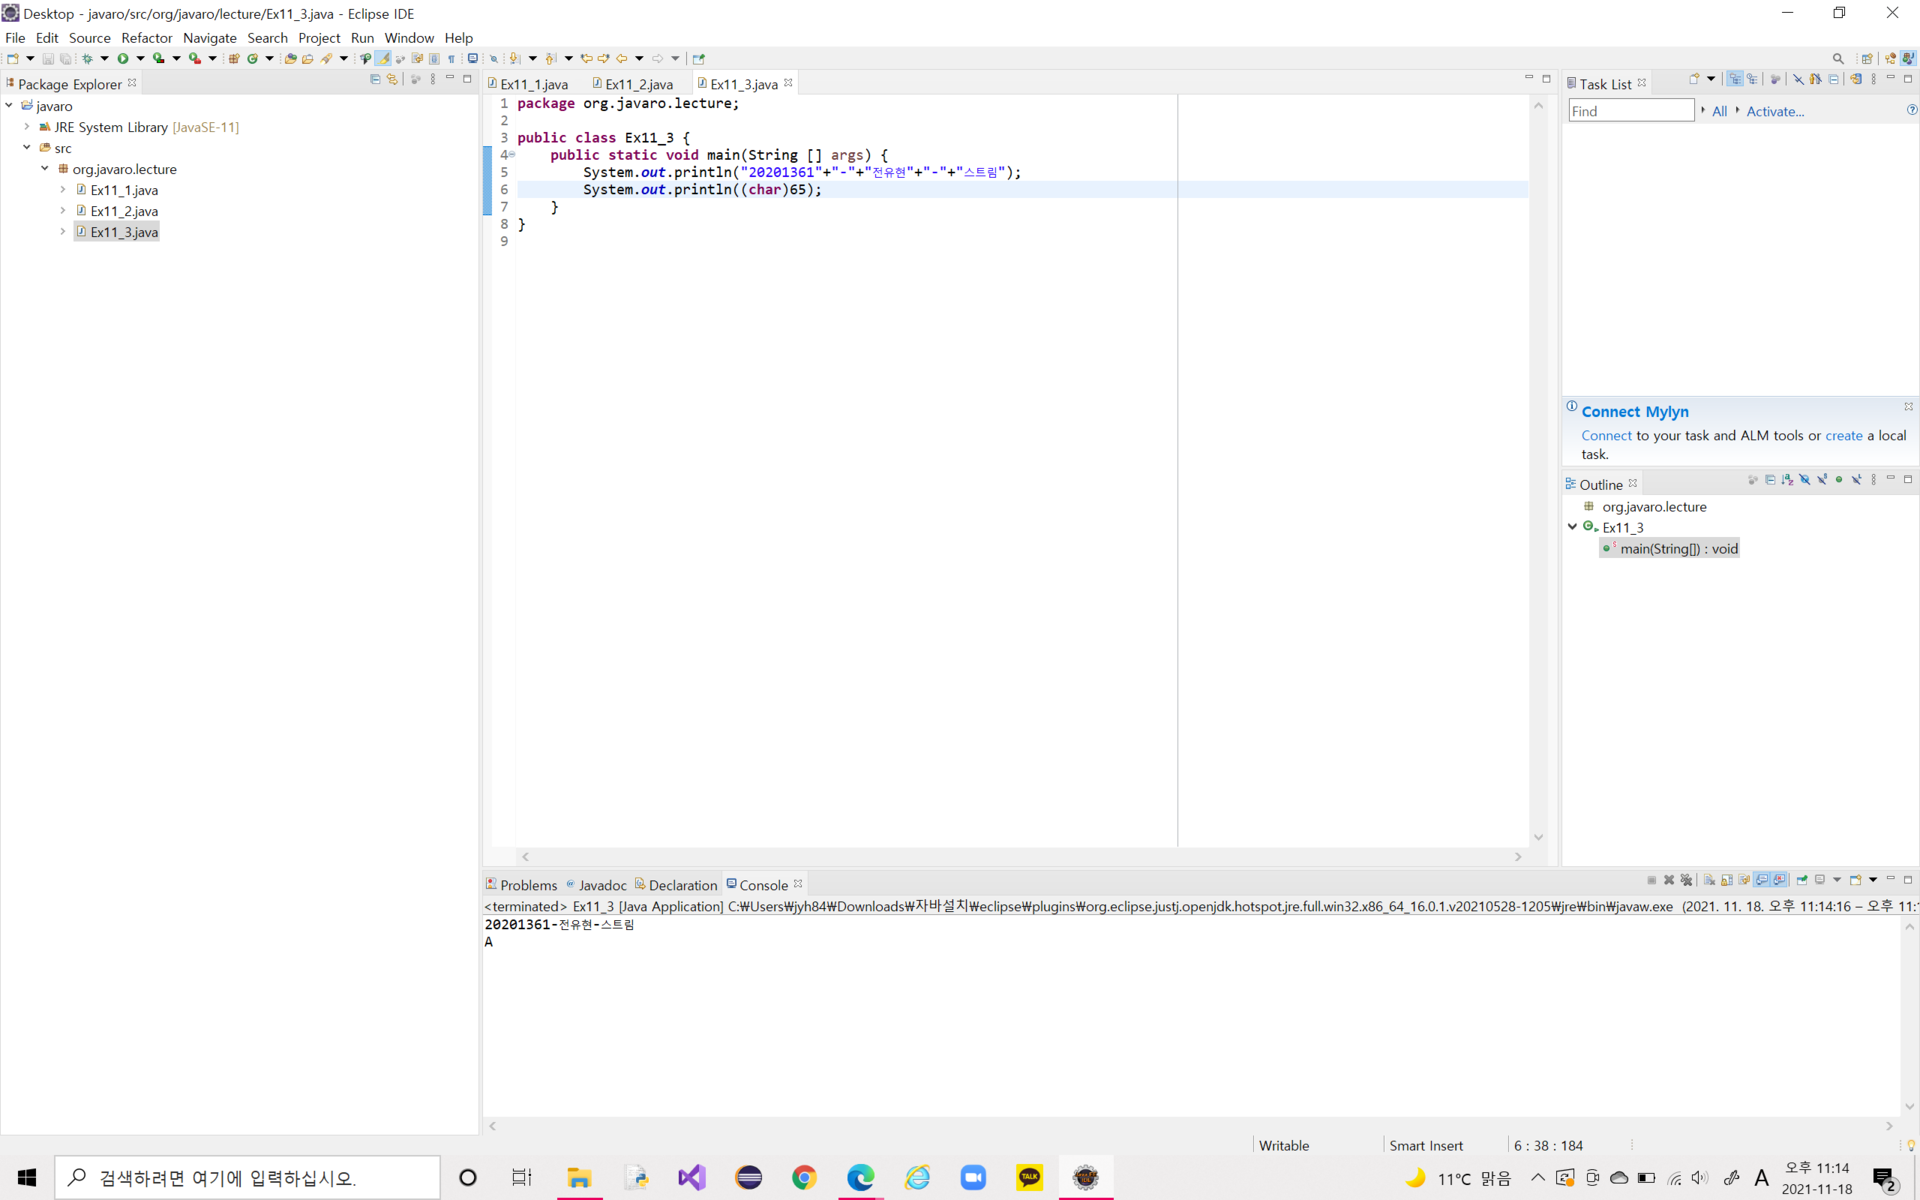 Desktop - javaro/src/org/javaro/lecture/Ex11_3.java - Eclipse IDE
File Edit Source Refactor Navigate Search Project Run Window Help
Package Explorer
javaro
JRE System Library [JavaSE-11]
src
org.javaro.lecture
Ex11_1.java
Ex11_2.java
Ex11_3.java
Ex11_1.java Ex11_2.java Ex11_3.java
1 package org.javaro.lecture;
2
3 public class Ex11_3 {
4 public static void main(String [] args) {
5 System.out.println("20201361"+"-"+"전유현"+"-"+"스트림");
6 System.out.println((char)65);
7 }
8 }
9
Task List
Find All Activate...
Connect Mylyn
Connect to your task and ALM tools or create a local
task.
Outline
org.javaro.lecture
Ex11_3
main(String[]) : void
Problems Javadoc Declaration Console
<terminated> Ex11_3 [Java Application] C:₩Users₩jyh84₩Downloads₩자바설치₩eclipse₩plugins₩org.eclipse.justj.openjdk.hotspot.jre.full.win32.x86_64_16.0.1.v20210528-1205₩jre₩bin₩javaw.exe (2021. 11. 18. 오후 11:14:16 – 오후 11:
20201361-전유현-스트림
A
Writable Smart Insert 6 : 38 : 184
검색하려면 여기에 입력하십시오.
TALK
11°C 맑음
A
오후 11:14
2021-11-18
2